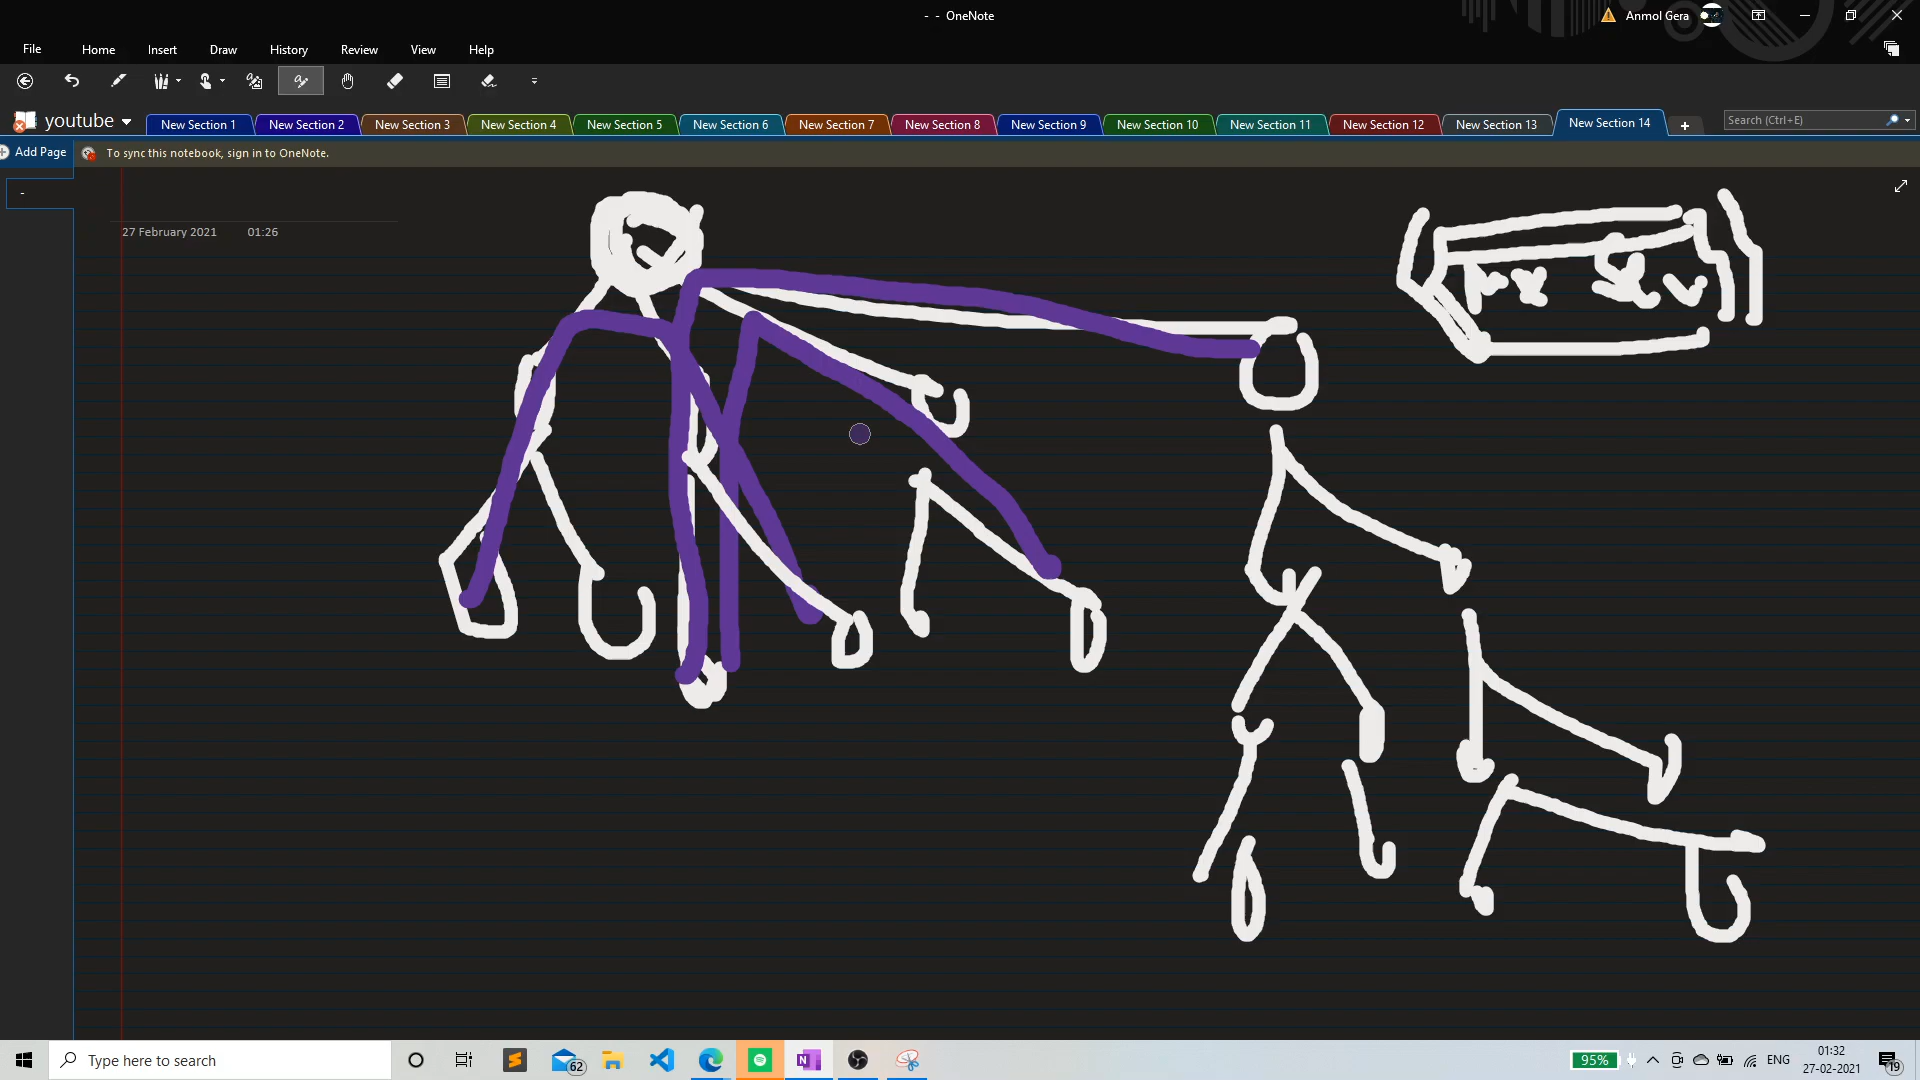 - - OneNote
Anmol Gera
File Home Insert Draw History Review View Help
youtube New Section 1 New Section 2 New Section 3 New Section 4 New Section 5 New Section 6 New Section 7 New Section 8 New Section 9 New Section 10 New Section 11 New Section 12 New Section 13 New Section 14 + Search (Ctrl+E)
Add Page To sync this notebook, sign in to OneNote.
-
27 February 2021 01:26
Type here to search 62 95% ENG 01:32 27-02-2021 19